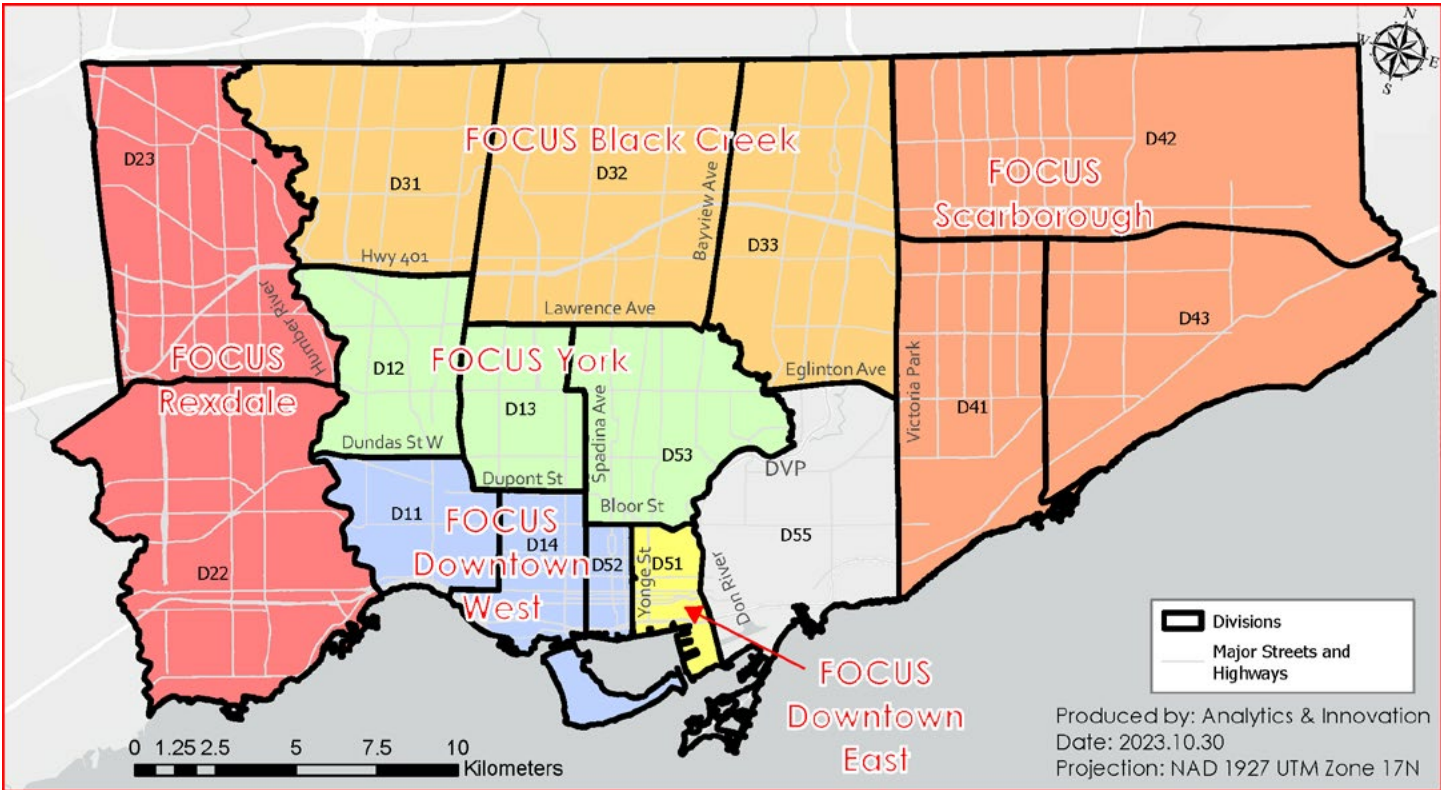 N
W
E
S
D23
D31
FOCUS Black Creek
D32
Bayview Ave
D33
D42
FOCUS
Scarborough
Hwy 401
Humber River
Lawrence Ave
Eglinton Ave
D43
FOCUS
Rexdale
D12
FOCUS York
D13
Spadina Ave
D53
Victoria Park
D41
Dundas St W
Dupont St
Bloor St
DVP
D11
FOCUS
Downtown
West
D14
D52
Yonge St
D51
Don River
D55
D22
FOCUS
Downtown
East
Divisions
Major Streets and
Highways
0 1.25 2.5 5 7.5 10
Kilometers
Produced by: Analytics & Innovation
Date: 2023.10.30
Projection: NAD 1927 UTM Zone 17N